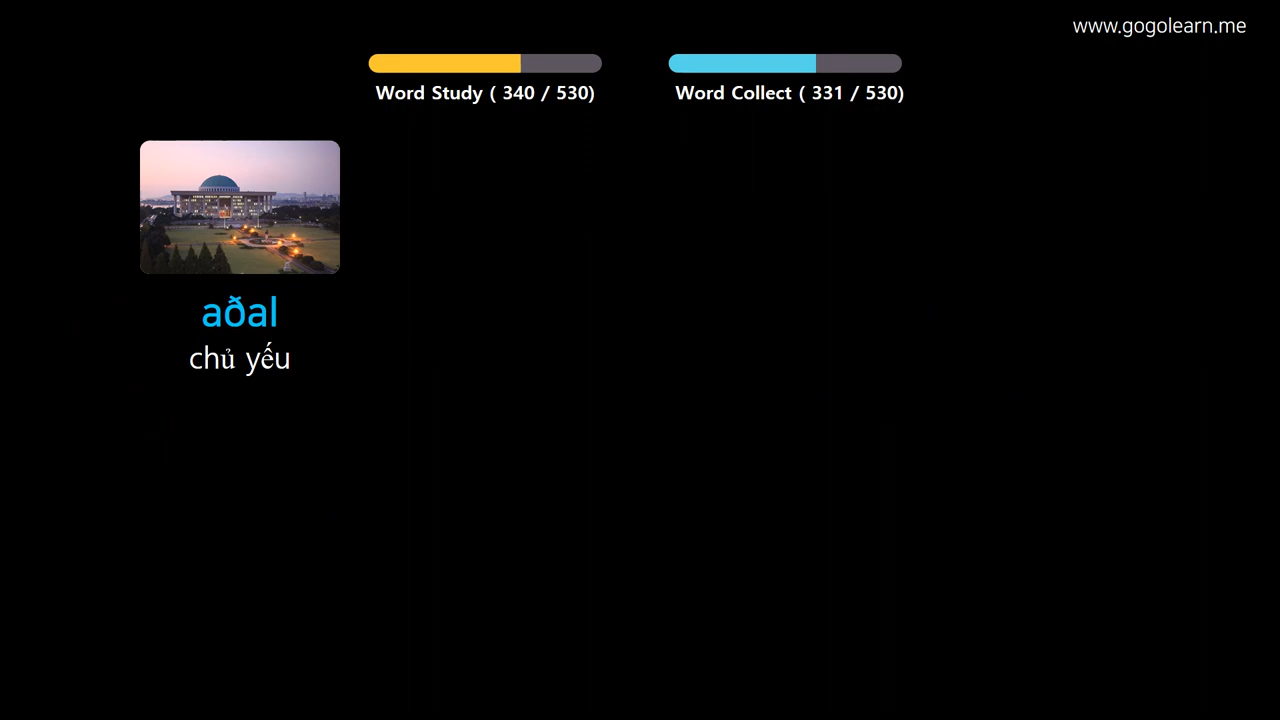 www.gogolearn.me
Word Study ( 340 / 530)
Word Collect ( 331 / 530)
aðal
chủ yếu